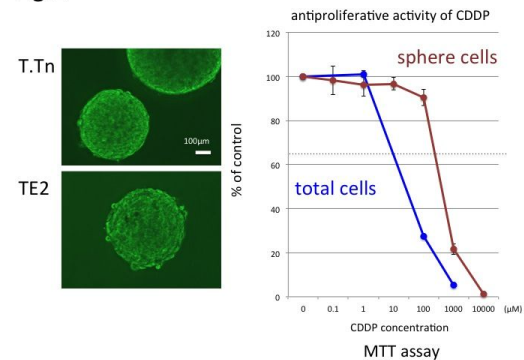 T.Tn
100μm
TE2
antiproliferative activity of CDDP
% of control
120
100
80
60
40
20
0
sphere cells
total cells
0 0.1 1 10 100 1000 10000 (μM)
CDDP concentration
MTT assay